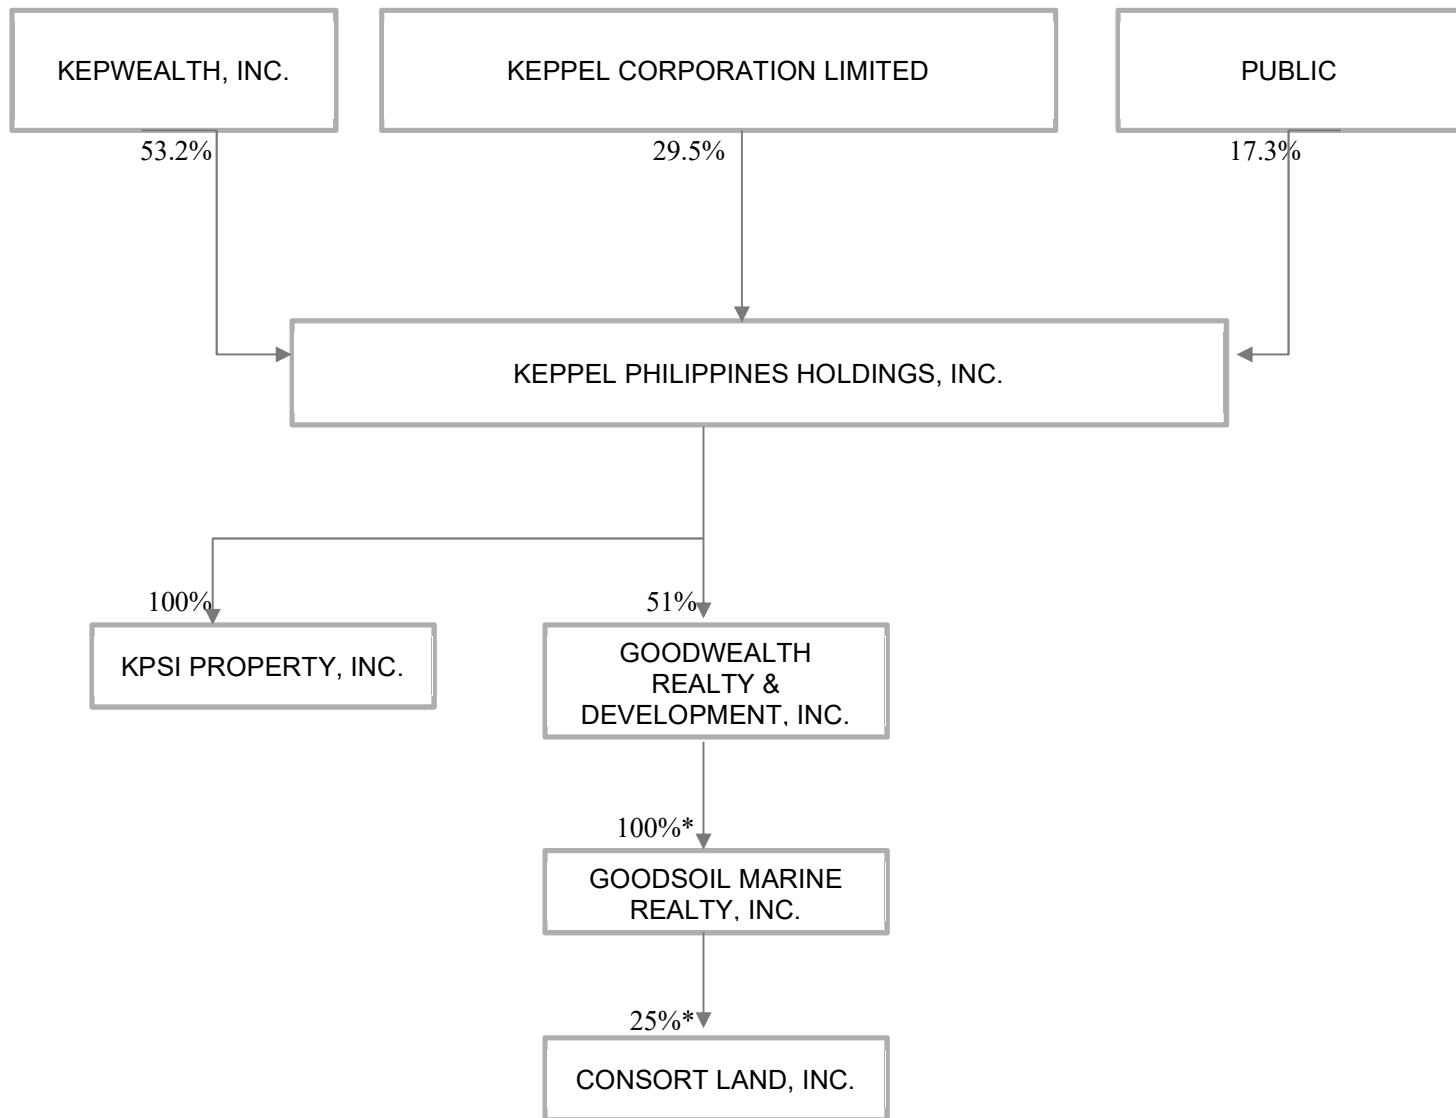 KEPWEALTH, INC.
KEPPEL CORPORATION LIMITED
PUBLIC
53.2%
29.5%
17.3%
KEPPEL PHILIPPINES HOLDINGS, INC.
100%
51%
KPSI PROPERTY, INC.
GOODWEALTH
REALTY &
DEVELOPMENT, INC.
100%*
GOODSOIL MARINE
REALTY, INC.
25%*
CONSORT LAND, INC.